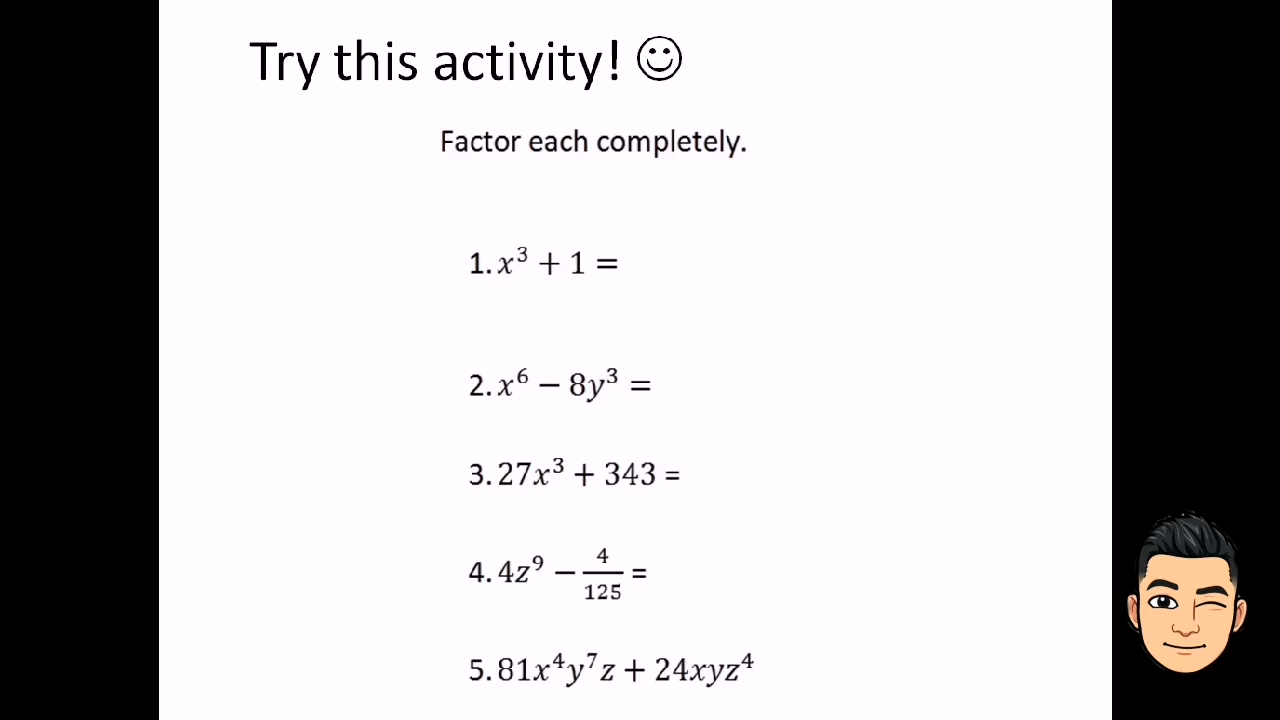 Try this activity! ☺
Factor each completely.
1. x³ + 1 =
2. x⁶ − 8y³ =
3. 27x³ + 343 =
4. 4z⁹ − 4/125 =
5. 81x⁴y⁷z + 24xyz⁴